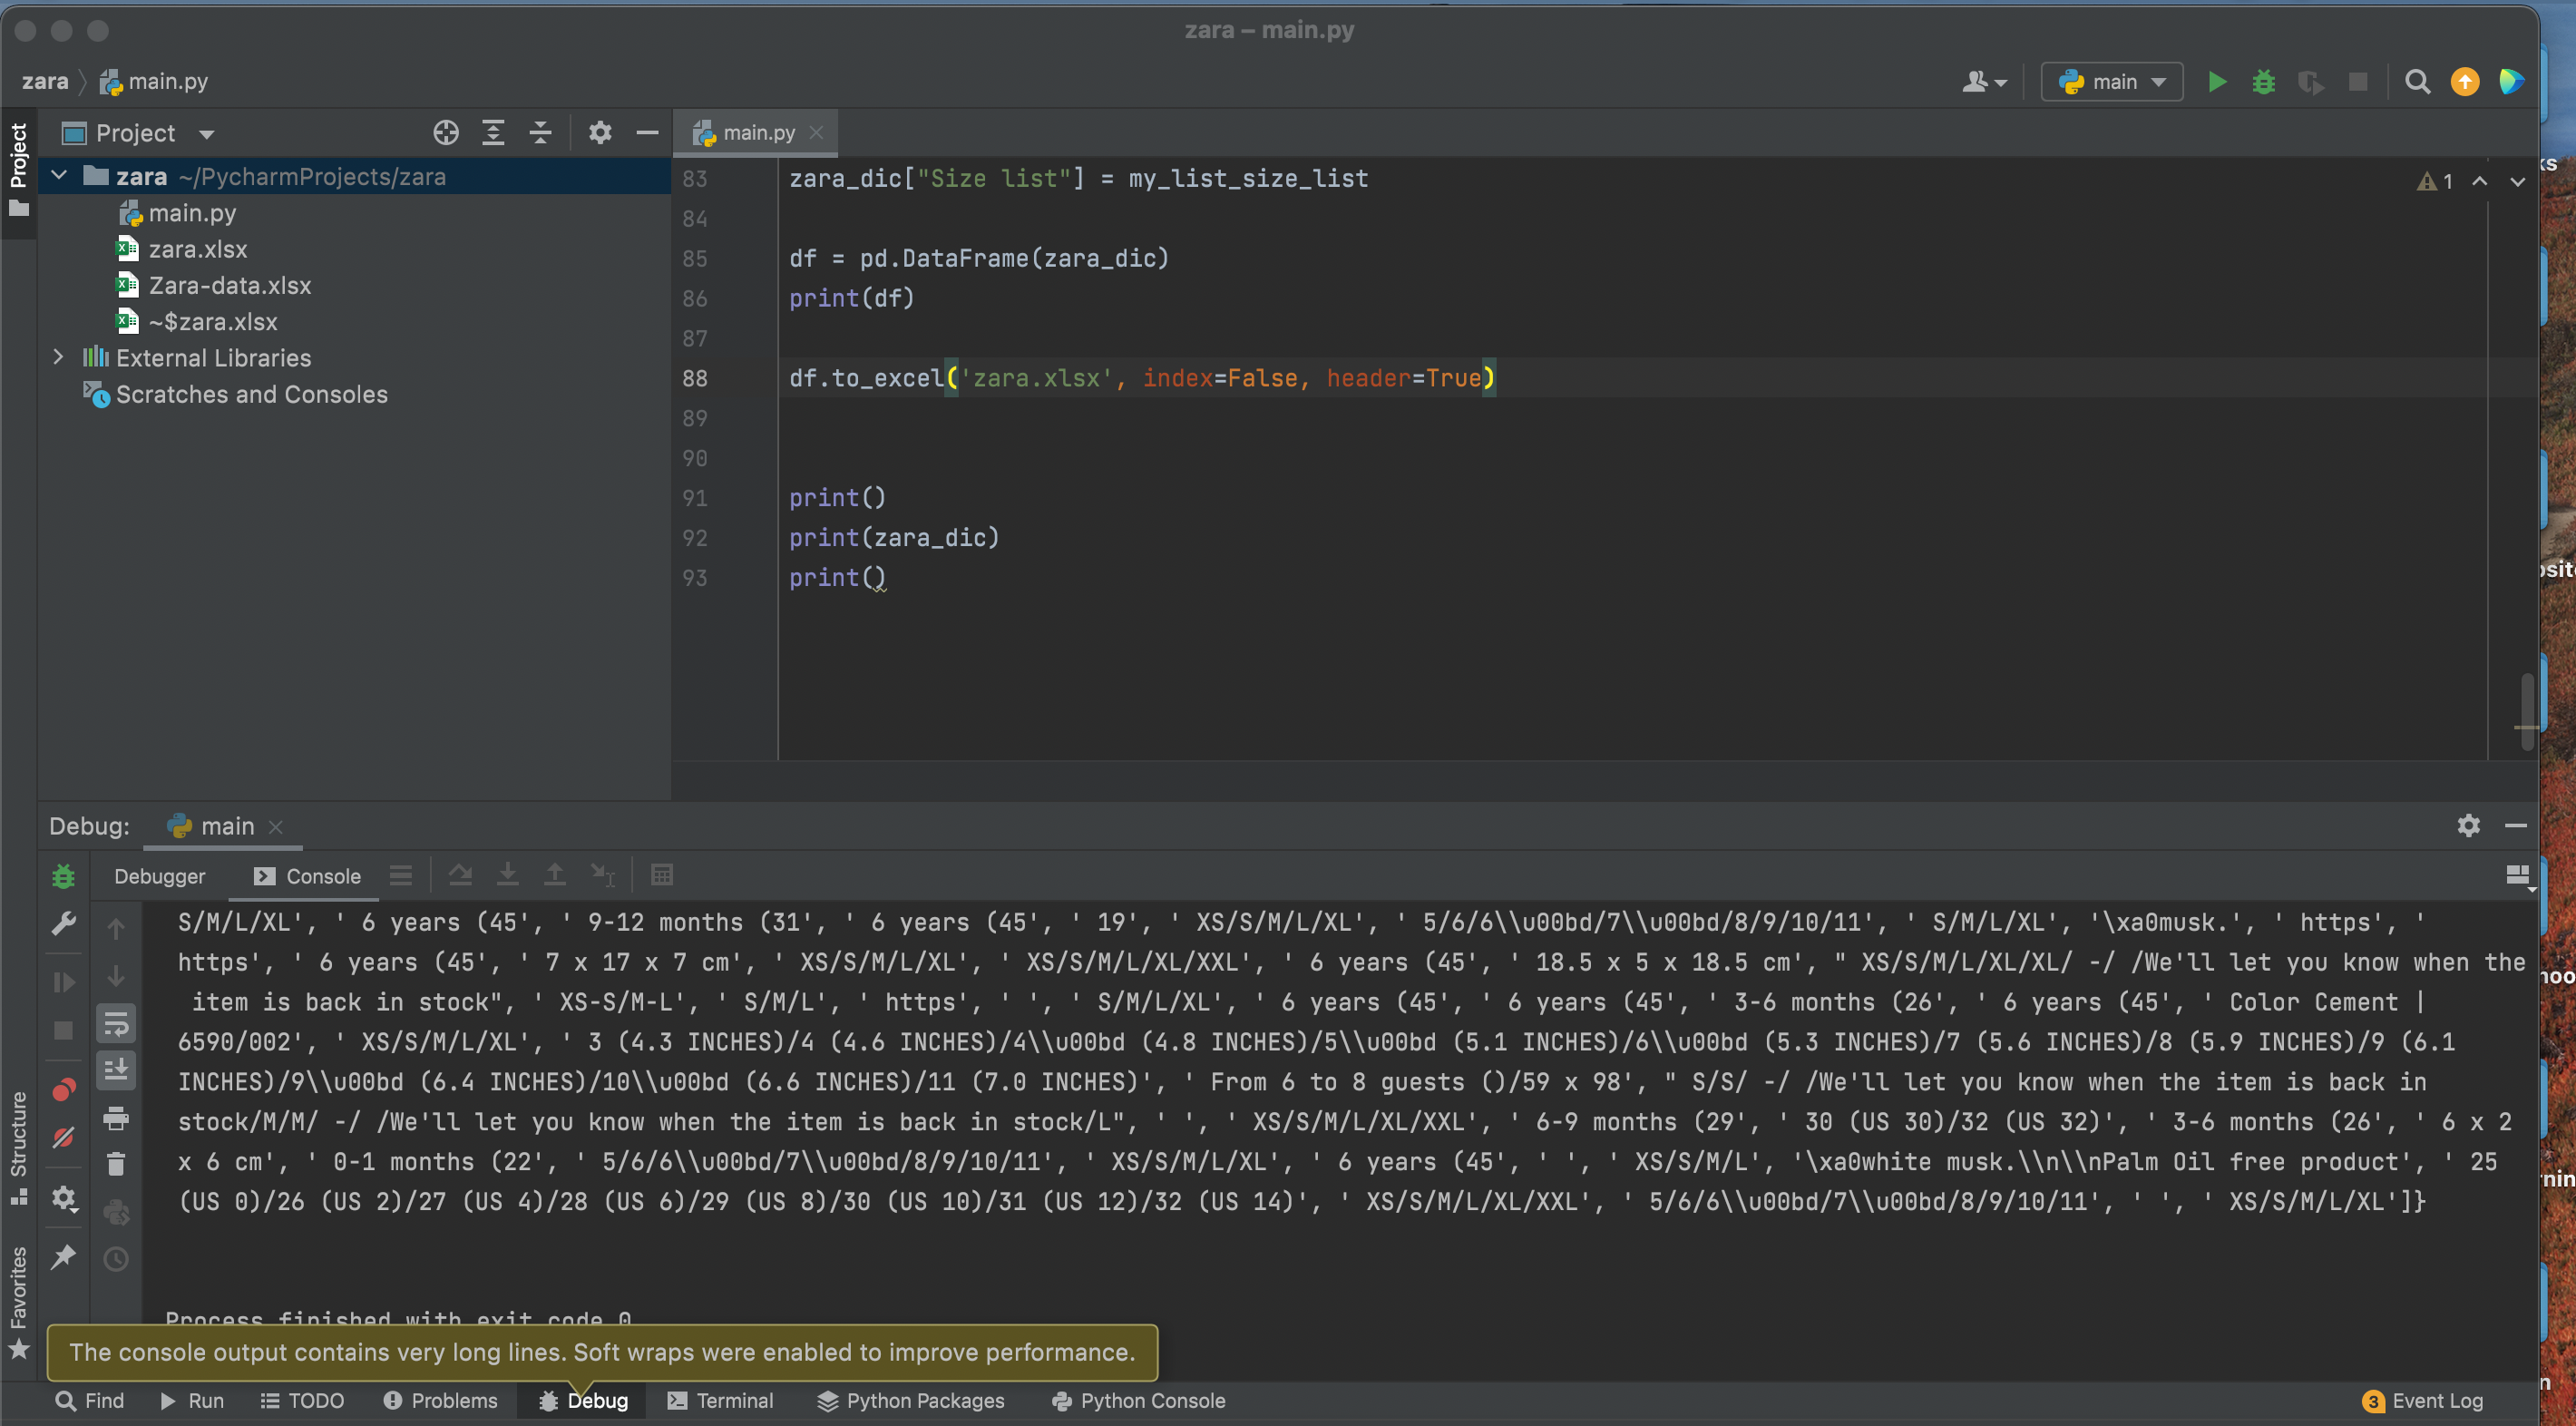 zara – main.py
zara main.py
main
Project
Project
main.py
zara ~/PycharmProjects/zara
main.py
zara.xlsx
Zara-data.xlsx
~$zara.xlsx
External Libraries
Scratches and Consoles
83 zara_dic["Size list"] = my_list_size_list
1
84
85 df = pd.DataFrame(zara_dic)
86 print(df)
87
88 df.to_excel('zara.xlsx', index=False, header=True)
89
90
91 print()
92 print(zara_dic)
93 print()
Debug: main
Debugger Console
S/M/L/XL', ' 6 years (45', ' 9-12 months (31', ' 6 years (45', ' 19', ' XS/S/M/L/XL', ' 5/6/6\\u00bd/7\\u00bd/8/9/10/11', ' S/M/L/XL', '\xa0musk.', ' https', '
https', ' 6 years (45', ' 7 x 17 x 7 cm', ' XS/S/M/L/XL', ' XS/S/M/L/XL/XXL', ' 6 years (45', ' 18.5 x 5 x 18.5 cm', " XS/S/M/L/XL/XL/ -/ /We'll let you know when the
item is back in stock", ' XS-S/M-L', ' S/M/L', ' https', ' ', ' S/M/L/XL', ' 6 years (45', ' 6 years (45', ' 3-6 months (26', ' 6 years (45', ' Color Cement |
6590/002', ' XS/S/M/L/XL', ' 3 (4.3 INCHES)/4 (4.6 INCHES)/4\\u00bd (4.8 INCHES)/5\\u00bd (5.1 INCHES)/6\\u00bd (5.3 INCHES)/7 (5.6 INCHES)/8 (5.9 INCHES)/9 (6.1
INCHES)/9\\u00bd (6.4 INCHES)/10\\u00bd (6.6 INCHES)/11 (7.0 INCHES)', ' From 6 to 8 guests ()/59 x 98', " S/S/ -/ /We'll let you know when the item is back in
stock/M/M/ -/ /We'll let you know when the item is back in stock/L", ' ', ' XS/S/M/L/XL/XXL', ' 6-9 months (29', ' 30 (US 30)/32 (US 32)', ' 3-6 months (26', ' 6 x 2
x 6 cm', ' 0-1 months (22', ' 5/6/6\\u00bd/7\\u00bd/8/9/10/11', ' XS/S/M/L/XL', ' 6 years (45', ' ', ' XS/S/M/L', '\xa0white musk.\\n\\nPalm Oil free product', ' 25
(US 0)/26 (US 2)/27 (US 4)/28 (US 6)/29 (US 8)/30 (US 10)/31 (US 12)/32 (US 14)', ' XS/S/M/L/XL/XXL', ' 5/6/6\\u00bd/7\\u00bd/8/9/10/11', ' ', ' XS/S/M/L/XL']}
Structure
Favorites
Process finished with exit code 0
The console output contains very long lines. Soft wraps were enabled to improve performance.
Find Run TODO Problems Debug Terminal Python Packages Python Console 3 Event Log